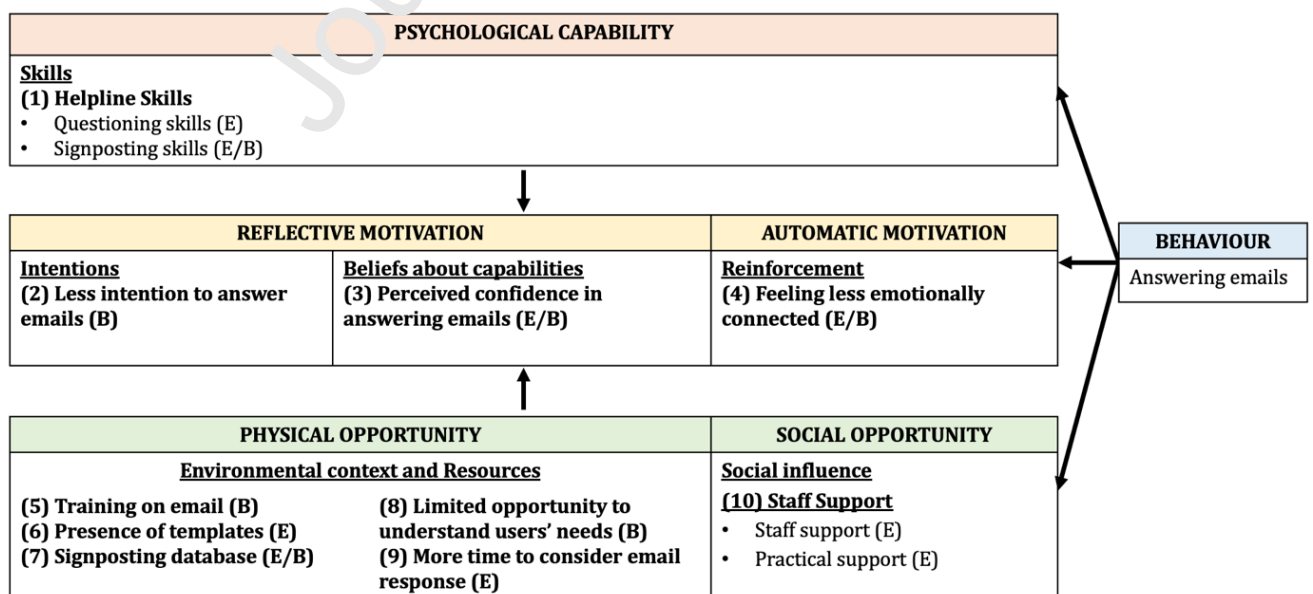 Jou
PSYCHOLOGICAL CAPABILITY
Skills
(1) Helpline Skills
• Questioning skills (E)
• Signposting skills (E/B)
REFLECTIVE MOTIVATION
AUTOMATIC MOTIVATION
Intentions
(2) Less intention to answer
emails (B)
Beliefs about capabilities
(3) Perceived confidence in
answering emails (E/B)
Reinforcement
(4) Feeling less emotionally
connected (E/B)
BEHAVIOUR
Answering emails
PHYSICAL OPPORTUNITY
SOCIAL OPPORTUNITY
Environmental context and Resources
(5) Training on email (B)
(6) Presence of templates (E)
(7) Signposting database (E/B)
(8) Limited opportunity to
understand users’ needs (B)
(9) More time to consider email
response (E)
Social influence
(10) Staff Support
• Staff support (E)
• Practical support (E)